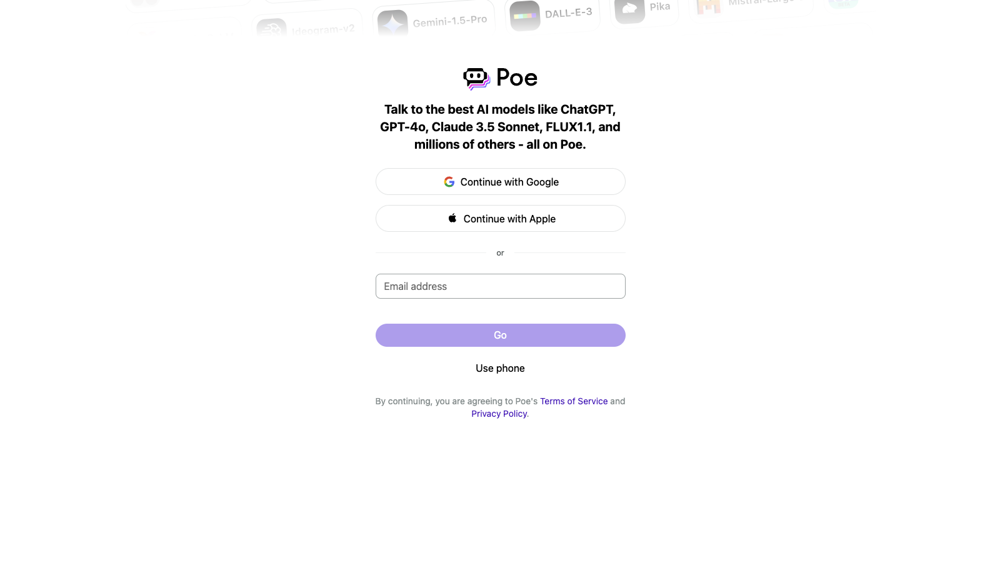 Ideogram-v2
Gemini-1.5-Pro
DALL-E-3
Pika
Poe
Talk to the best AI models like ChatGPT,
GPT-4o, Claude 3.5 Sonnet, FLUX1.1, and
millions of others - all on Poe.
Continue with Google
Continue with Apple
or
Email address
Go
Use phone
By continuing, you are agreeing to Poe's Terms of Service and
Privacy Policy.